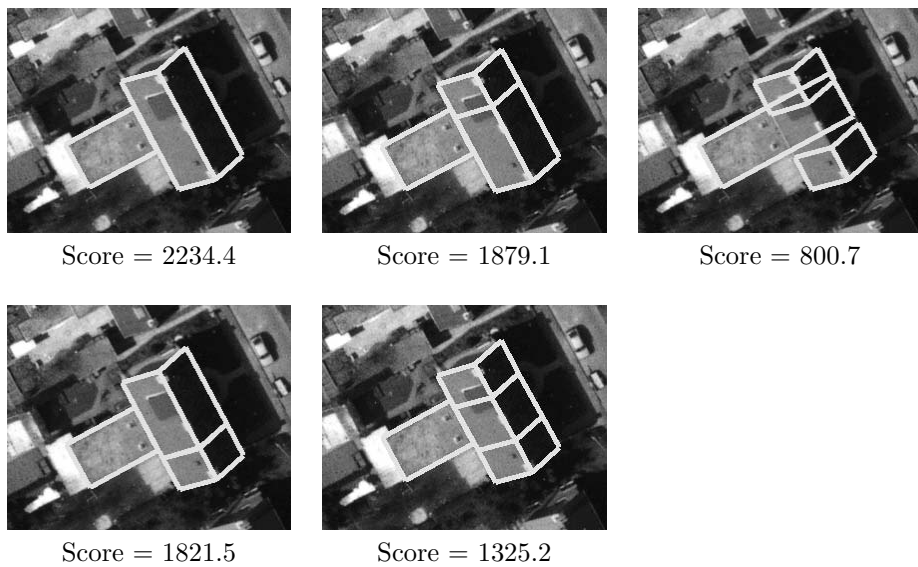 Score = 2234.4
Score = 1879.1
Score = 800.7
Score = 1821.5
Score = 1325.2